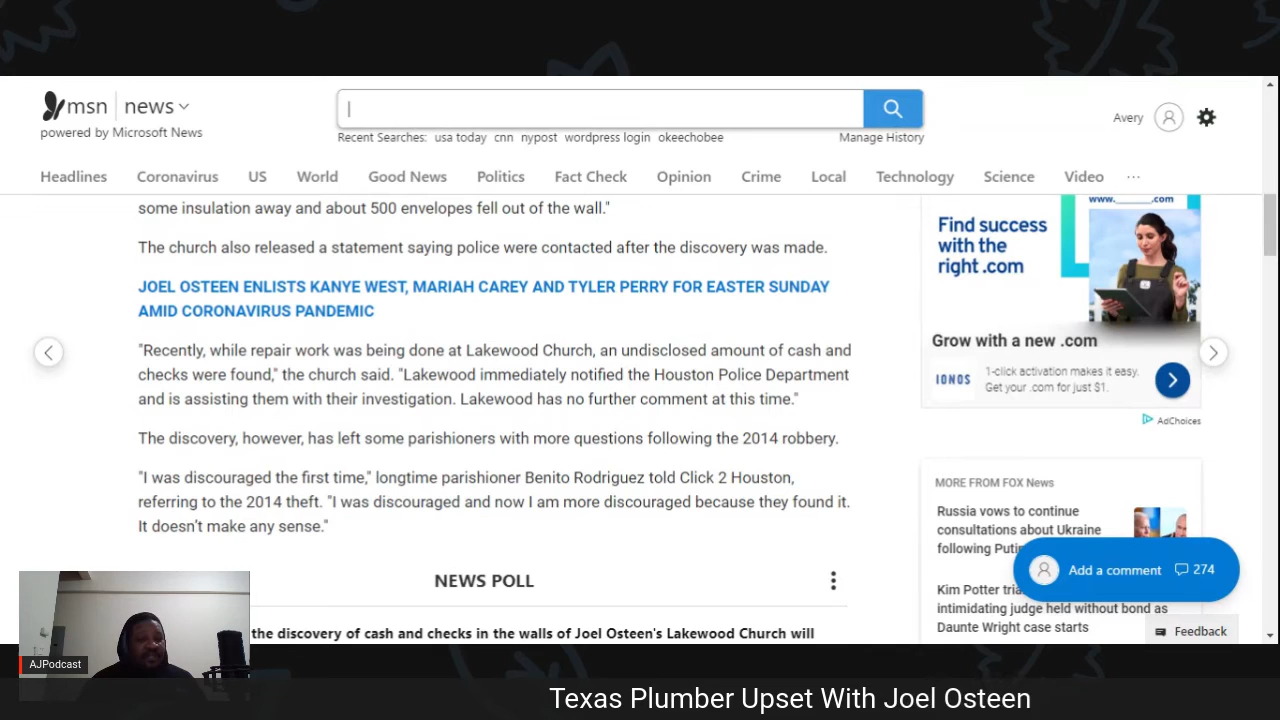 msn news
powered by Microsoft News
Recent Searches: usa today cnn nypost wordpress login okeechobee
Manage History
Avery
Headlines Coronavirus US World Good News Politics Fact Check Opinion Crime Local Technology Science Video ...
some insulation away and about 500 envelopes fell out of the wall."
The church also released a statement saying police were contacted after the discovery was made.
JOEL OSTEEN ENLISTS KANYE WEST, MARIAH CAREY AND TYLER PERRY FOR EASTER SUNDAY
AMID CORONAVIRUS PANDEMIC
"Recently, while repair work was being done at Lakewood Church, an undisclosed amount of cash and
checks were found," the church said. "Lakewood immediately notified the Houston Police Department
and is assisting them with their investigation. Lakewood has no further comment at this time."
The discovery, however, has left some parishioners with more questions following the 2014 robbery.
"I was discouraged the first time," longtime parishioner Benito Rodriguez told Click 2 Houston,
referring to the 2014 theft. "I was discouraged and now I am more discouraged because they found it.
It doesn't make any sense."
NEWS POLL
the discovery of cash and checks in the walls of Joel Osteen's Lakewood Church will
www.________.com
Find success
with the
right .com
Grow with a new .com
IONOS
1-click activation makes it easy.
Get your .com for just $1.
AdChoices
MORE FROM FOX News
Russia vows to continue
consultations about Ukraine
following
Kim Potter
intimidating judge held without bond as
Daunte Wright case starts
Add a comment 274
Feedback
AJPodcast
Texas Plumber Upset With Joel Osteen